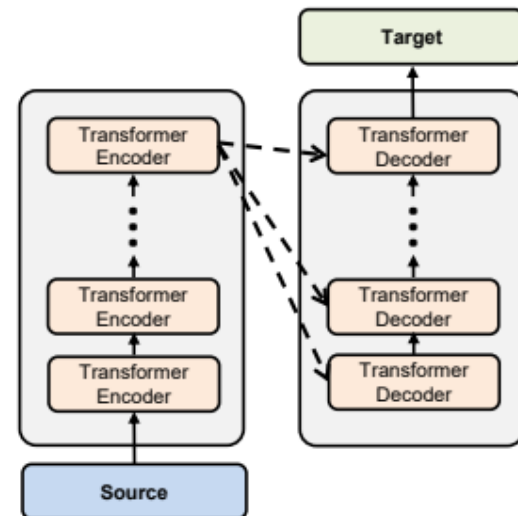 Target
Transformer
Encoder
Transformer
Encoder
Transformer
Encoder
Source
Transformer
Decoder
Transformer
Decoder
Transformer
Decoder